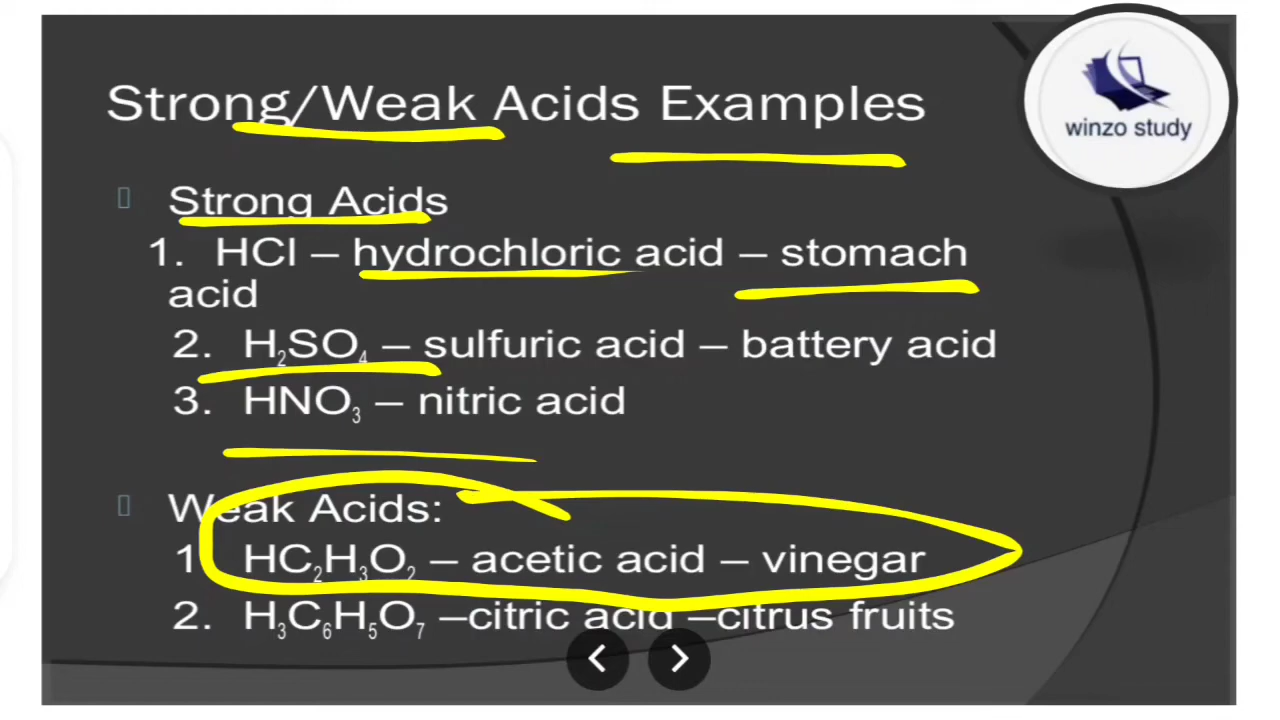 winzo study
Strong/Weak Acids Examples
Strong Acids
1. HCl – hydrochloric acid – stomach
acid
2. H₂SO₄ – sulfuric acid – battery acid
3. HNO₃ – nitric acid
Weak Acids:
1 HC₂H₃O₂ – acetic acid – vinegar
2. H₃C₆H₅O₇ –citric acid –citrus fruits